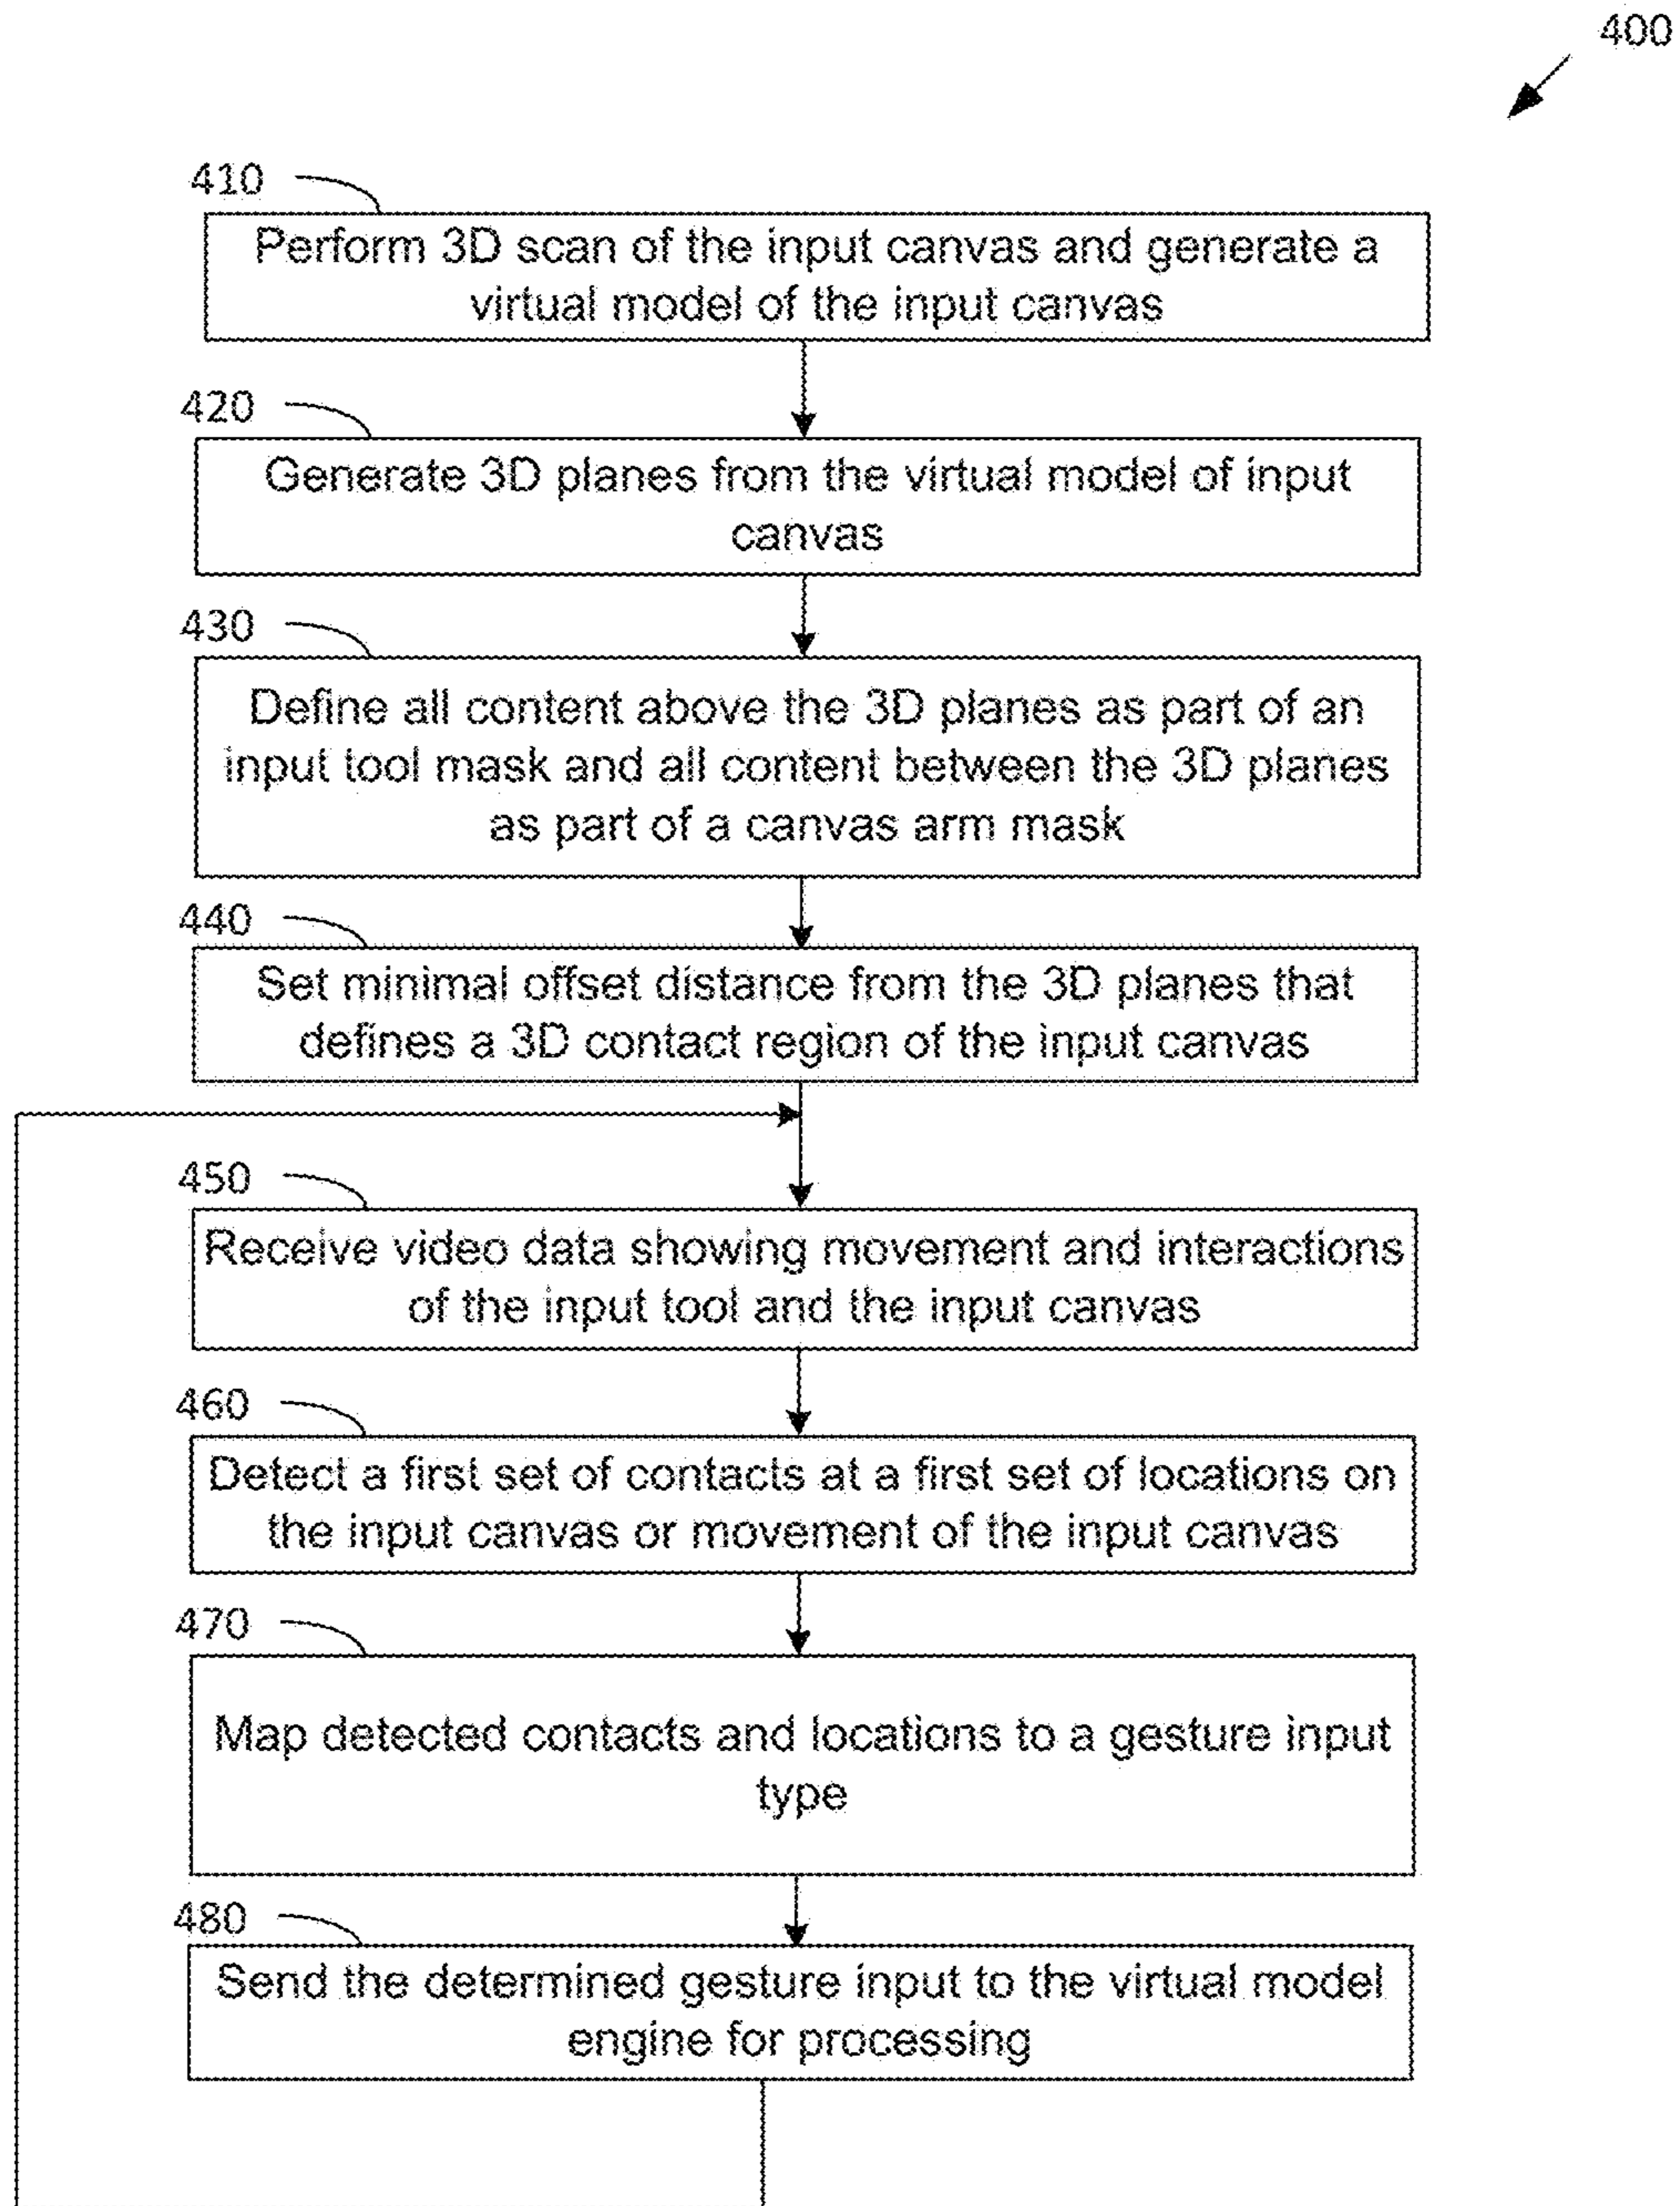 400
410
Perform 3D scan of the input canvas and generate a
virtual model of the input canvas
420
Generate 3D planes from the virtual model of input
canvas
430
Define all content above the 3D planes as part of an
input tool mask and all content between the 3D planes
as part of a canvas arm mask
440
Set minimal offset distance from the 3D planes that
defines a 3D contact region of the input canvas
450
Receive video data showing movement and interactions
of the input tool and the input canvas
460
Detect a first set of contacts at a first set of locations on
the input canvas or movement of the input canvas
470
Map detected contacts and locations to a gesture input
type
480
Send the determined gesture input to the virtual model
engine for processing